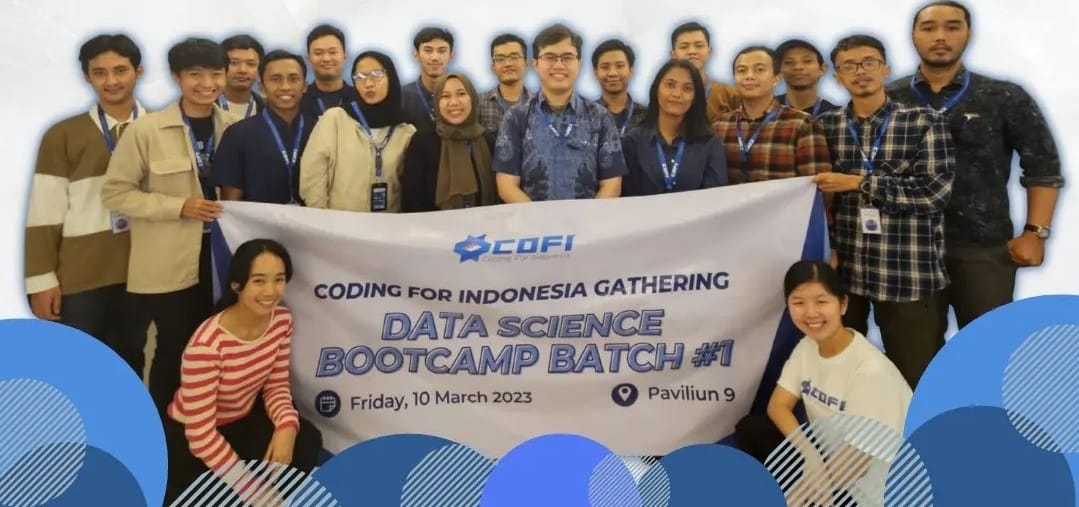 COFI
Coding For Indonesia
CODING FOR INDONESIA GATHERING
DATA SCIENCE
BOOTCAMP BATCH #1
Friday, 10 March 2023
Paviliun 9
COFI